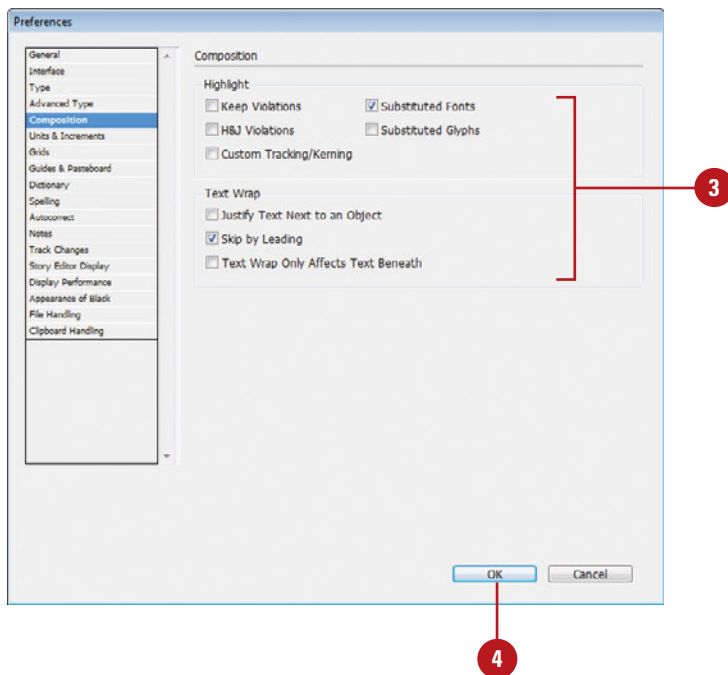 Preferences
General
Interface
Type
Advanced Type
Composition
Units & Increments
Grids
Guides & Pasteboard
Dictionary
Spelling
Autocorrect
Notes
Track Changes
Story Editor Display
Display Performance
Appearance of Black
File Handling
Clipboard Handling
Composition
Highlight
Keep Violations
Substituted Fonts
H&J Violations
Substituted Glyphs
Custom Tracking/Kerning
Text Wrap
Justify Text Next to an Object
Skip by Leading
Text Wrap Only Affects Text Beneath
3
OK
Cancel
4